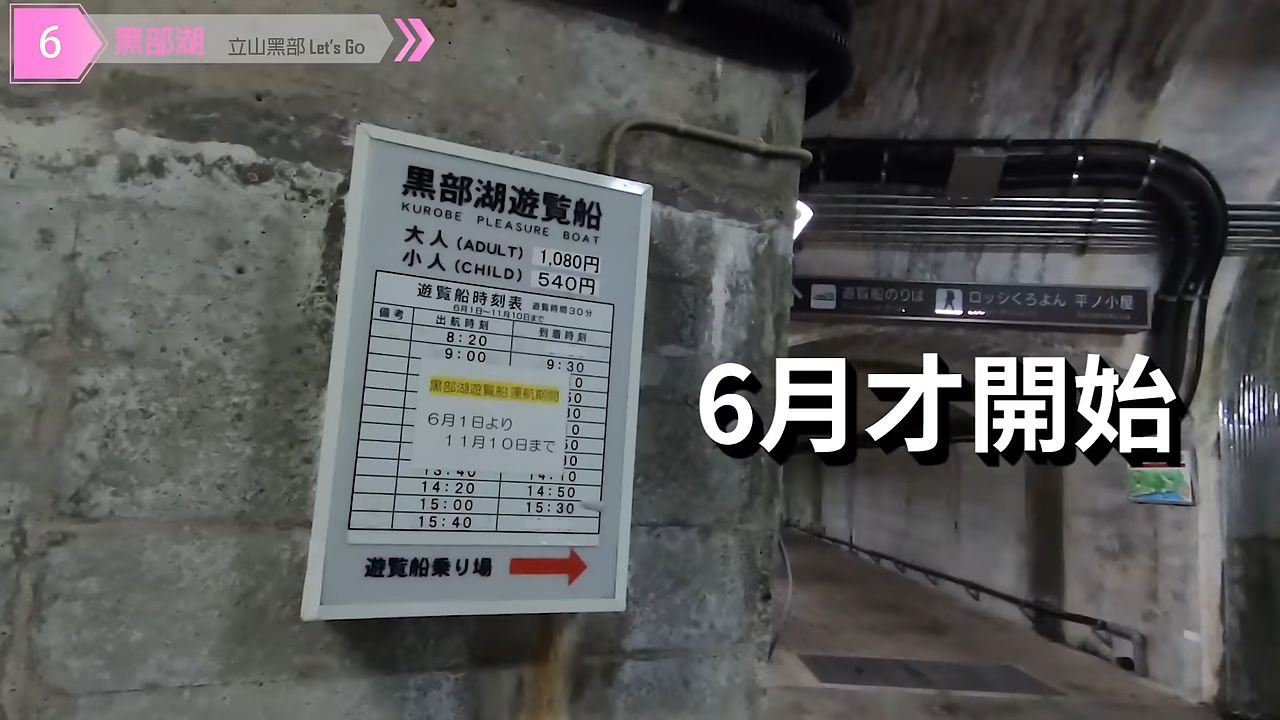 6
黑部湖
立山黑部 Let's Go
黒部湖遊覧船
KUROBE PLEASURE BOAT
大人 (ADULT) 1,080円
小人 (CHILD) 540円
遊覧船時刻表 遊覧時間30分
6月1日~11月10日まで
備考 出航時刻 到着時刻
8:20
9:00 9:30
黒部湖遊覧船 運航期間
6月1日より
11月10日まで
13:40 14:10
14:20 14:50
15:00 15:30
15:40
遊覧船乗り場
遊覧船のりば ロッジくろよん 平ノ小屋
6月才開始